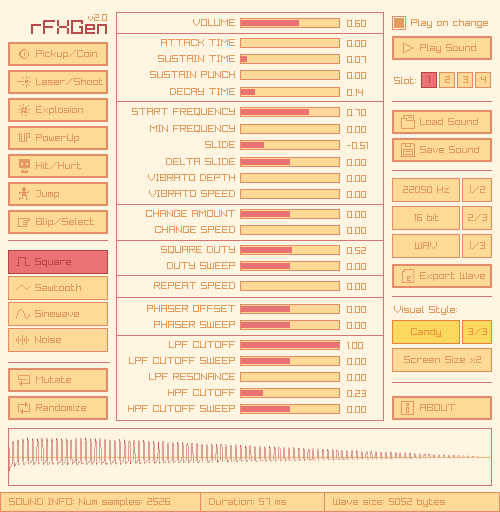 v2.0
rFXGen
Pickup/Coin
Laser/Shoot
Explosion
PowerUp
Hit/Hurt
Jump
Blip/Select
Square
Sawtooth
Sinewave
Noise
Mutate
Randomize
VOLUME 0.60
ATTACK TIME 0.00
SUSTAIN TIME 0.07
SUSTAIN PUNCH 0.00
DECAY TIME 0.14
START FREQUENCY 0.70
MIN FREQUENCY 0.00
SLIDE -0.51
DELTA SLIDE 0.00
VIBRATO DEPTH 0.00
VIBRATO SPEED 0.00
CHANGE AMOUNT 0.00
CHANGE SPEED 0.00
SQUARE DUTY 0.52
DUTY SWEEP 0.00
REPEAT SPEED 0.00
PHASER OFFSET 0.00
PHASER SWEEP 0.00
LPF CUTOFF 1.00
LPF CUTOFF SWEEP 0.00
LPF RESONANCE 0.00
HPF CUTOFF 0.23
HPF CUTOFF SWEEP 0.00
Play on change
Play Sound
Slot: 1 2 3 4
Load Sound
Save Sound
22050 Hz 1/2
16 bit 2/3
WAV 1/3
Export Wave
Visual Style:
Candy 3/3
Screen Size x2
ABOUT
SOUND INFO: Num samples: 2526 Duration: 57 ms Wave size: 5052 bytes